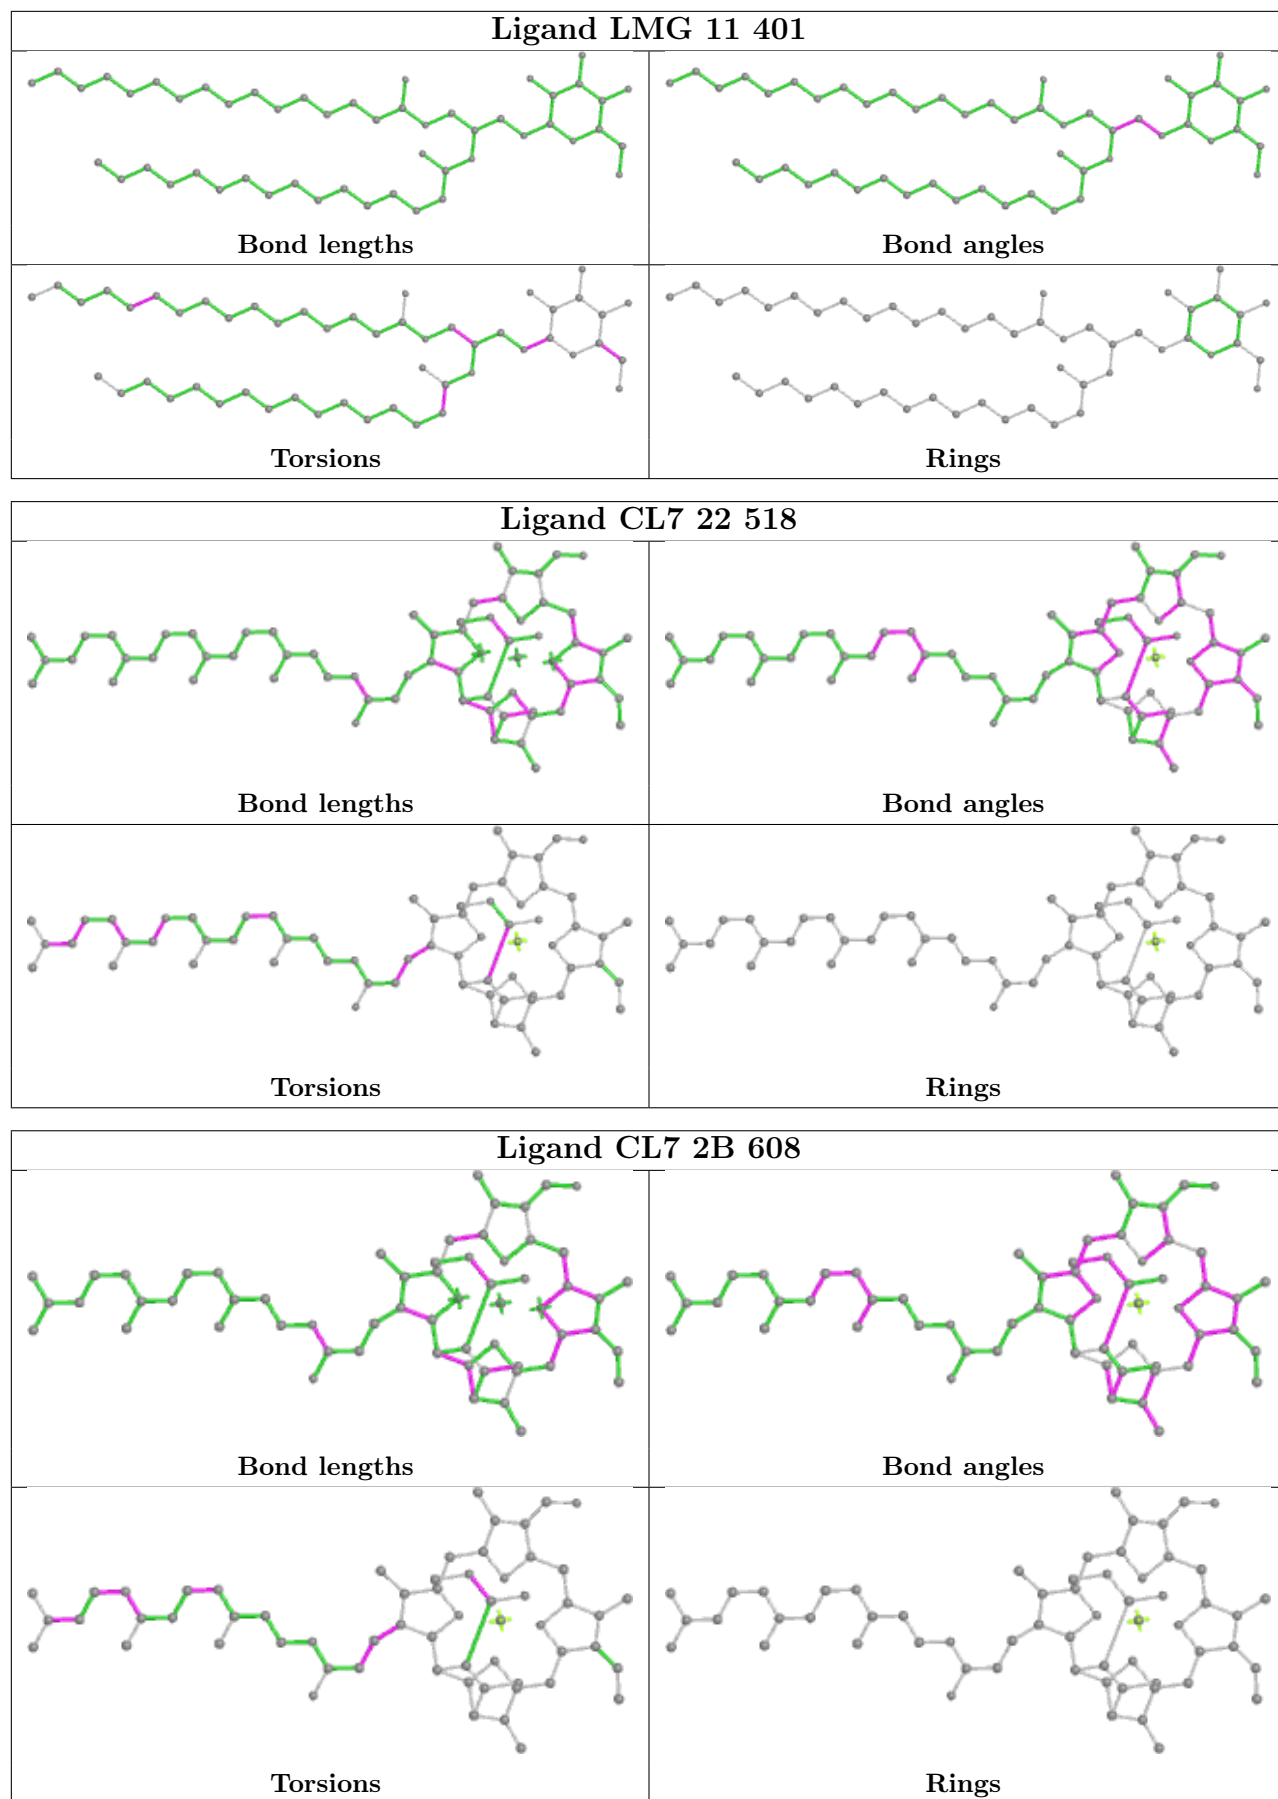 Ligand LMG 11 401
Bond lengths
Bond angles
Torsions
Rings
Ligand CL7 22 518
Bond lengths
Bond angles
Torsions
Rings
Ligand CL7 2B 608
Bond lengths
Bond angles
Torsions
Rings